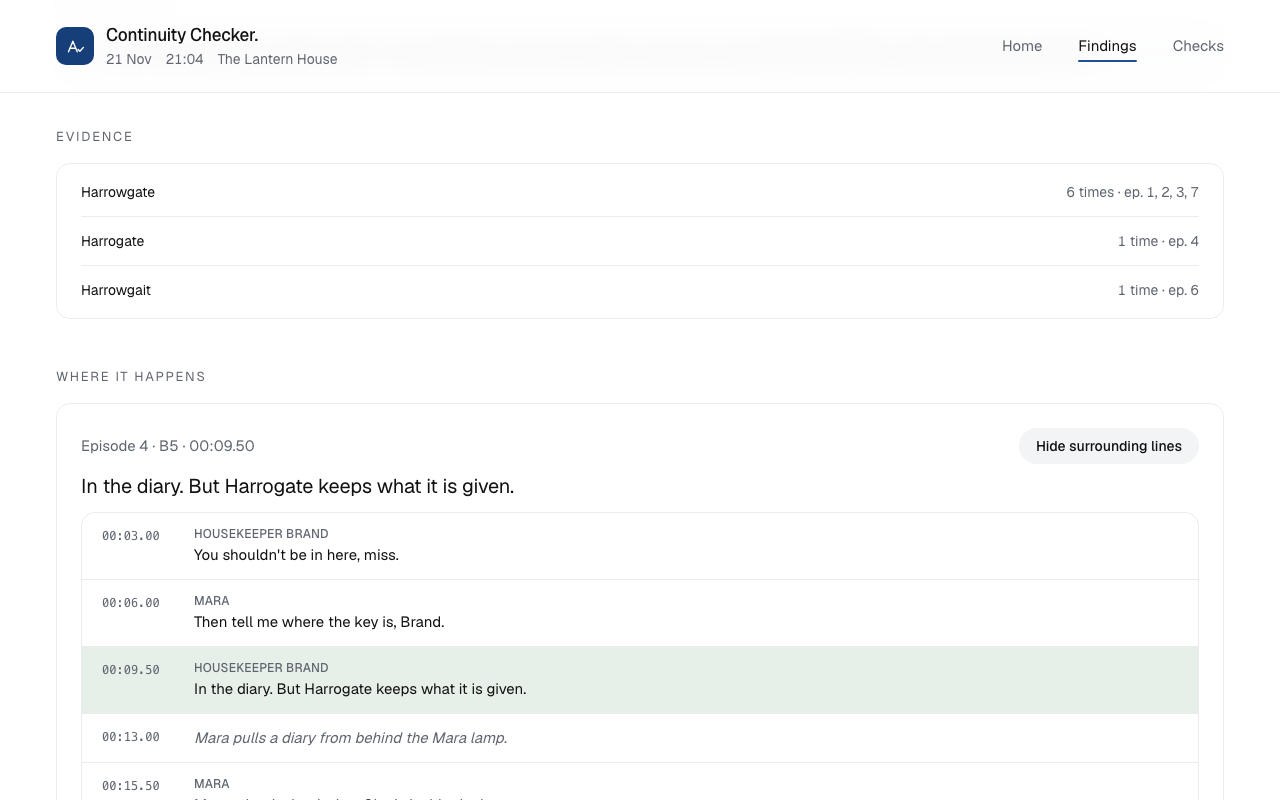 Continuity Checker.
21 Nov 21:04 The Lantern House
Home Findings Checks
EVIDENCE
Harrowgate 6 times · ep. 1, 2, 3, 7
Harrogate 1 time · ep. 4
Harrowgait 1 time · ep. 6
WHERE IT HAPPENS
Episode 4 · B5 · 00:09.50 Hide surrounding lines
In the diary. But Harrogate keeps what it is given.
00:03.00 HOUSEKEEPER BRAND
You shouldn't be in here, miss.
00:06.00 MARA
Then tell me where the key is, Brand.
00:09.50 HOUSEKEEPER BRAND
In the diary. But Harrogate keeps what it is given.
00:13.00 Mara pulls a diary from behind the Mara lamp.
00:15.50 MARA